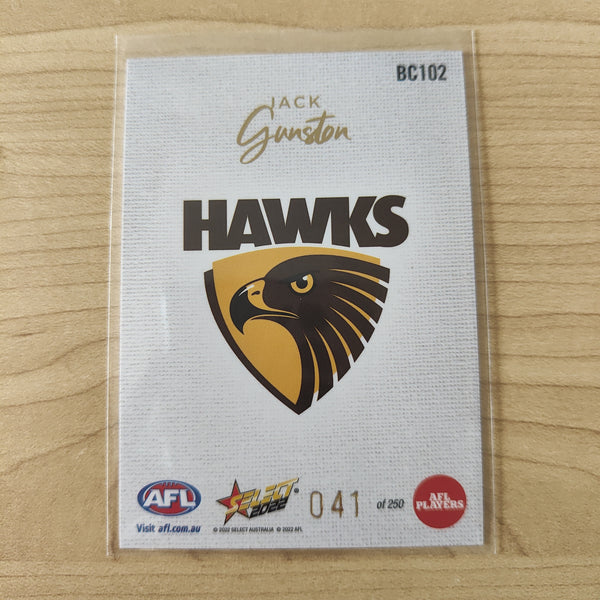 BC102
JACK
Gunston
HAWKS
AFL
Visit afl.com.au
SELECT
2022
© 2022 SELECT AUSTRALIA © 2022 AFL
041 of 250
AFL
PLAYERS